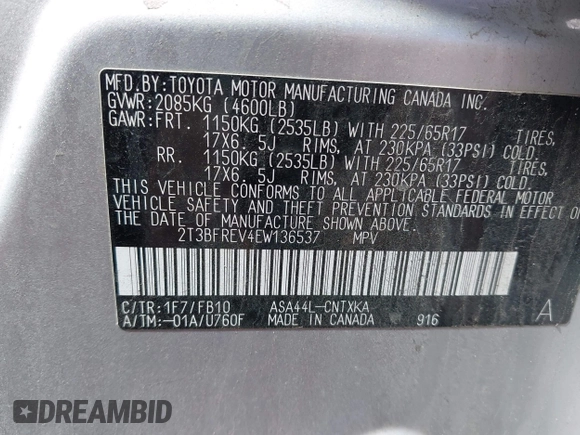 MFD.BY:TOYOTA MOTOR MANUFACTURING CANADA INC.
GVWR:2085KG (4600LB)
GAWR:FRT. 1150KG (2535LB) WITH 225/65R17 TIRES,
17X6.5J RIMS, AT 230KPA (33PSI) COLD
RR. 1150KG (2535LB) WITH 225/65R17 TIRES,
17X6.5J RIMS, AT 230KPA (33PSI) COLD.
THIS VEHICLE CONFORMS TO ALL APPLICABLE FEDERAL MOTOR
VEHICLE SAFETY AND THEFT PREVENTION STANDARDS IN EFFECT ON
THE DATE OF MANUFACTURE SHOWN ABOVE.
2T3BFREV4EW136537 MPV
C/TR:1F7/FB10 ASA44L-CNTXKA A
A/TM:-01A/U760F MADE IN CANADA 916
DREAMBID